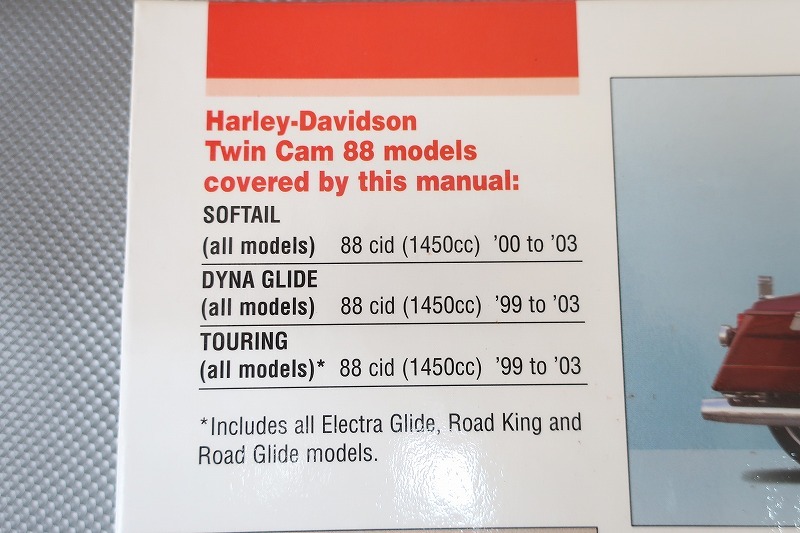 Harley-Davidson
Twin Cam 88 models
covered by this manual:
SOFTAIL
(all models) 88 cid (1450cc) ’00 to ’03
DYNA GLIDE
(all models) 88 cid (1450cc) ’99 to ’03
TOURING
(all models)* 88 cid (1450cc) ’99 to ’03
*Includes all Electra Glide, Road King and
Road Glide models.